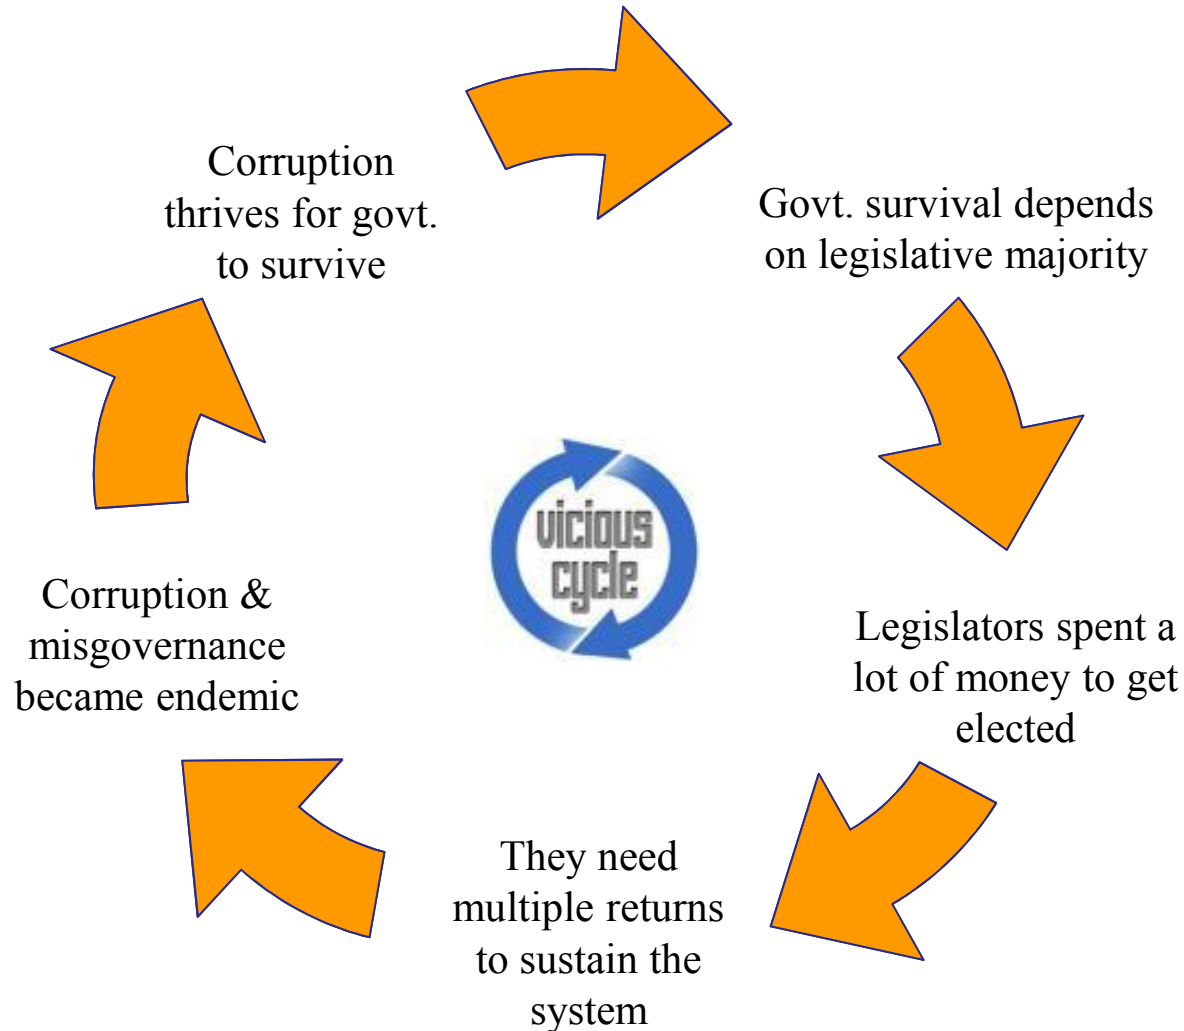 Corruption
thrives for govt.
to survive
Govt. survival depends
on legislative majority
vicious
cycle
Corruption &
misgovernance
became endemic
Legislators spent a
lot of money to get
elected
They need
multiple returns
to sustain the
system